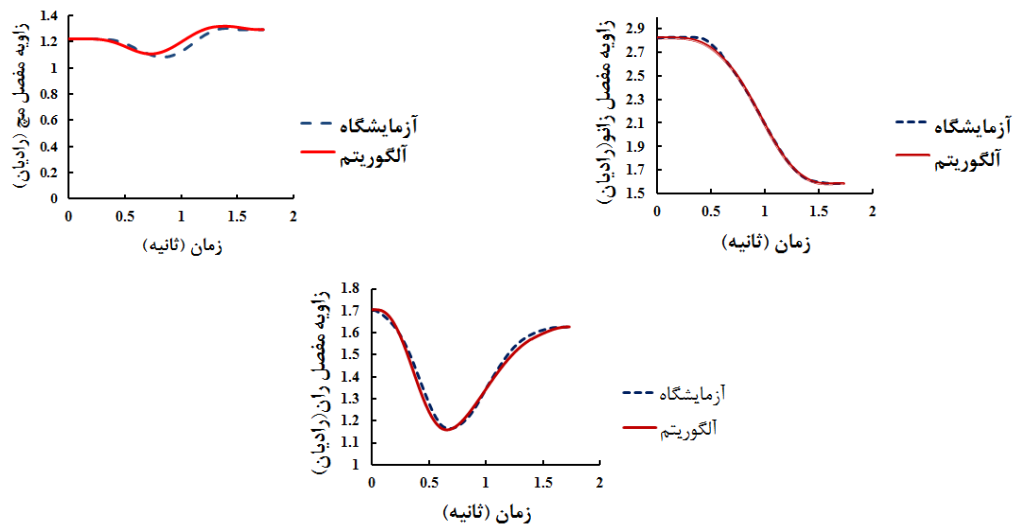 زاویه مفصل مچ (رادیان)
1.4
1.2
1
0.8
0.6
0.4
0.2
0
0 0.5 1 1.5 2
زمان (ثانیه)
آزمایشگاه
آلگوریتم
زاویه مفصل زانو(رادیان)
2.9
2.7
2.5
2.3
2.1
1.9
1.7
1.5
0 0.5 1 1.5 2
زمان (ثانیه)
آزمایشگاه
آلگوریتم
زاویه مفصل ران(رادیان)
1.8
1.7
1.6
1.5
1.4
1.3
1.2
1.1
1
0 0.5 1 1.5 2
زمان (ثانیه)
آزمایشگاه
آلگوریتم